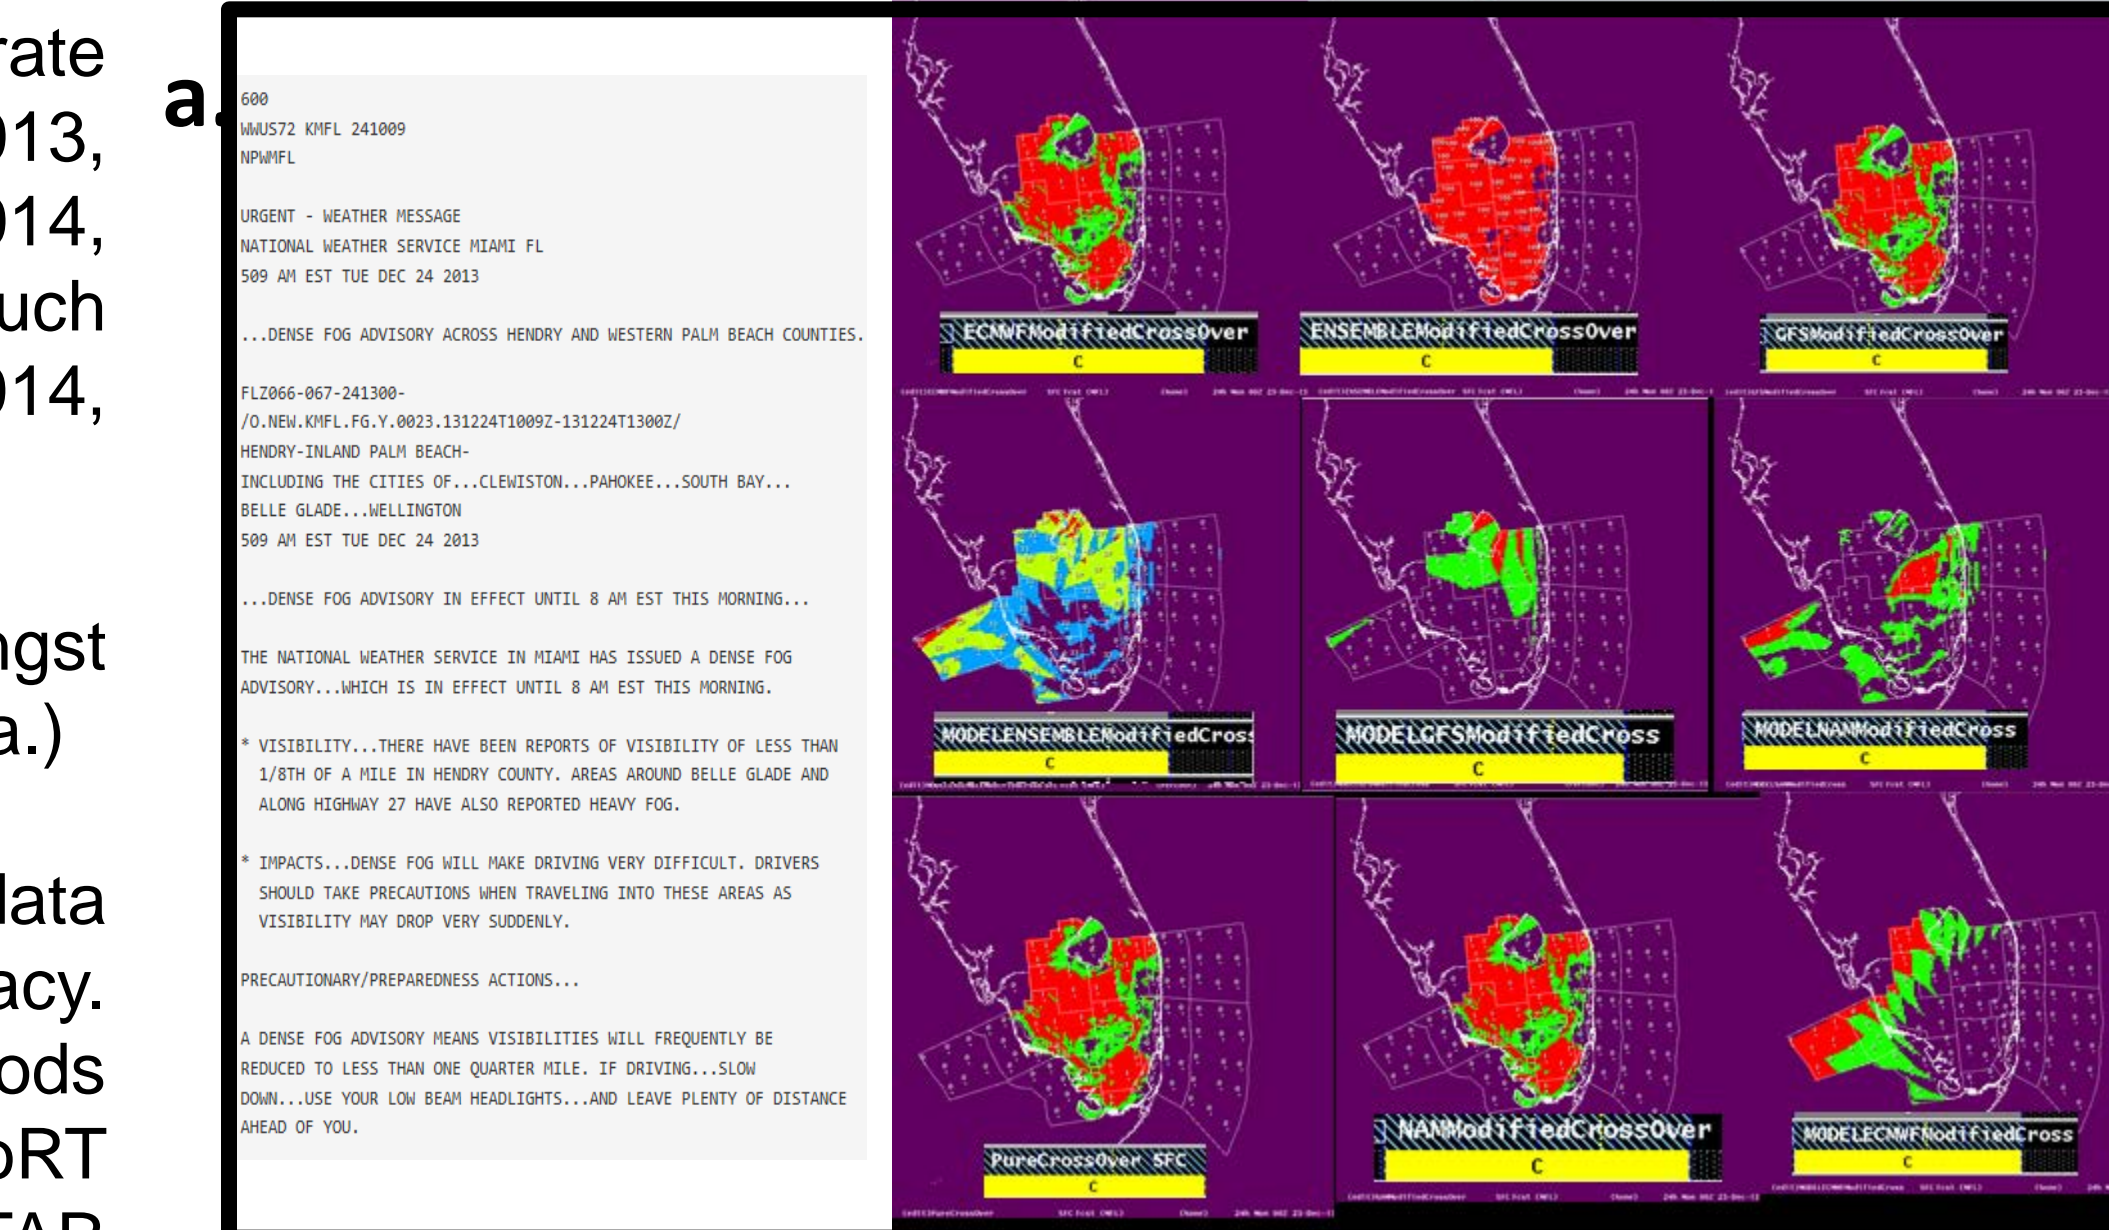 rate
013,
014,
uch
014,
ngst
a.)
data
acy.
ods
oRT
TAR
a.
600
WWUS72 KMFL 241009
NPWMFL
URGENT - WEATHER MESSAGE
NATIONAL WEATHER SERVICE MIAMI FL
509 AM EST TUE DEC 24 2013
...DENSE FOG ADVISORY ACROSS HENDRY AND WESTERN PALM BEACH COUNTIES.
FLZ066-067-241300-
/O.NEW.KMFL.FG.Y.0023.131224T1009Z-131224T1300Z/
HENDRY-INLAND PALM BEACH-
INCLUDING THE CITIES OF...CLEWISTON...PAHOKEE...SOUTH BAY...
BELLE GLADE...WELLINGTON
509 AM EST TUE DEC 24 2013
...DENSE FOG ADVISORY IN EFFECT UNTIL 8 AM EST THIS MORNING...
THE NATIONAL WEATHER SERVICE IN MIAMI HAS ISSUED A DENSE FOG
ADVISORY...WHICH IS IN EFFECT UNTIL 8 AM EST THIS MORNING.
* VISIBILITY...THERE HAVE BEEN REPORTS OF VISIBILITY OF LESS THAN
1/8TH OF A MILE IN HENDRY COUNTY. AREAS AROUND BELLE GLADE AND
ALONG HIGHWAY 27 HAVE ALSO REPORTED HEAVY FOG.
* IMPACTS...DENSE FOG WILL MAKE DRIVING VERY DIFFICULT. DRIVERS
SHOULD TAKE PRECAUTIONS WHEN TRAVELING INTO THESE AREAS AS
VISIBILITY MAY DROP VERY SUDDENLY.
PRECAUTIONARY/PREPAREDNESS ACTIONS...
A DENSE FOG ADVISORY MEANS VISIBILITIES WILL FREQUENTLY BE
REDUCED TO LESS THAN ONE QUARTER MILE. IF DRIVING...SLOW
DOWN...USE YOUR LOW BEAM HEADLIGHTS...AND LEAVE PLENTY OF DISTANCE
AHEAD OF YOU.
ECMWFModifiedCrossOver
C
ENSEMBLEModifiedCrossOver
C
GFSModifiedCrossOver
C
MODELENSEMBLEModifiedCross
C
MODELGFSModifiedCross
C
MODELNAMModifiedCross
C
PureCrossOver SFC
C
NAMModifiedCrossOver
C
MODELECMWFModifiedCross
C